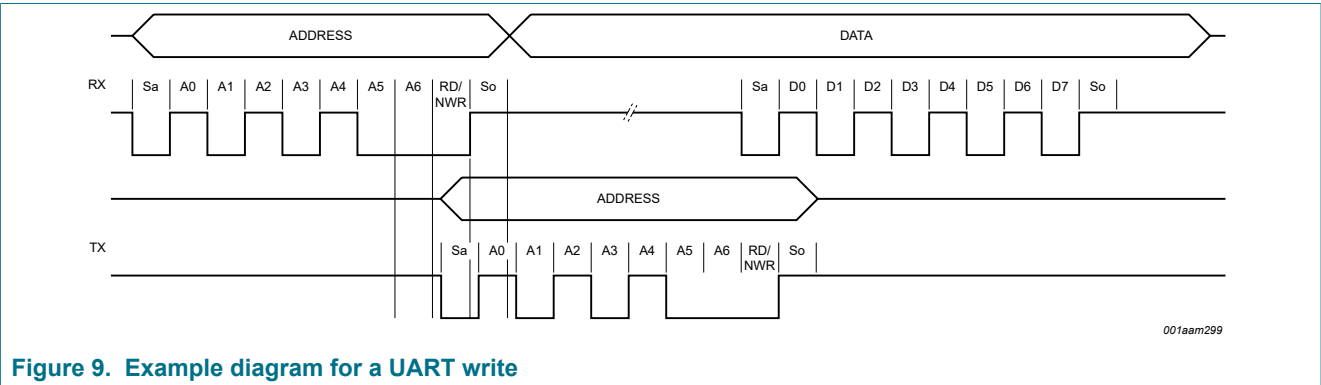 ADDRESS DATA
RX Sa A0 A1 A2 A3 A4 A5 A6 RD/ So Sa D0 D1 D2 D3 D4 D5 D6 D7 So
NWR
ADDRESS
TX Sa A0 A1 A2 A3 A4 A5 A6 RD/ So
NWR
001aam299
Figure 9. Example diagram for a UART write